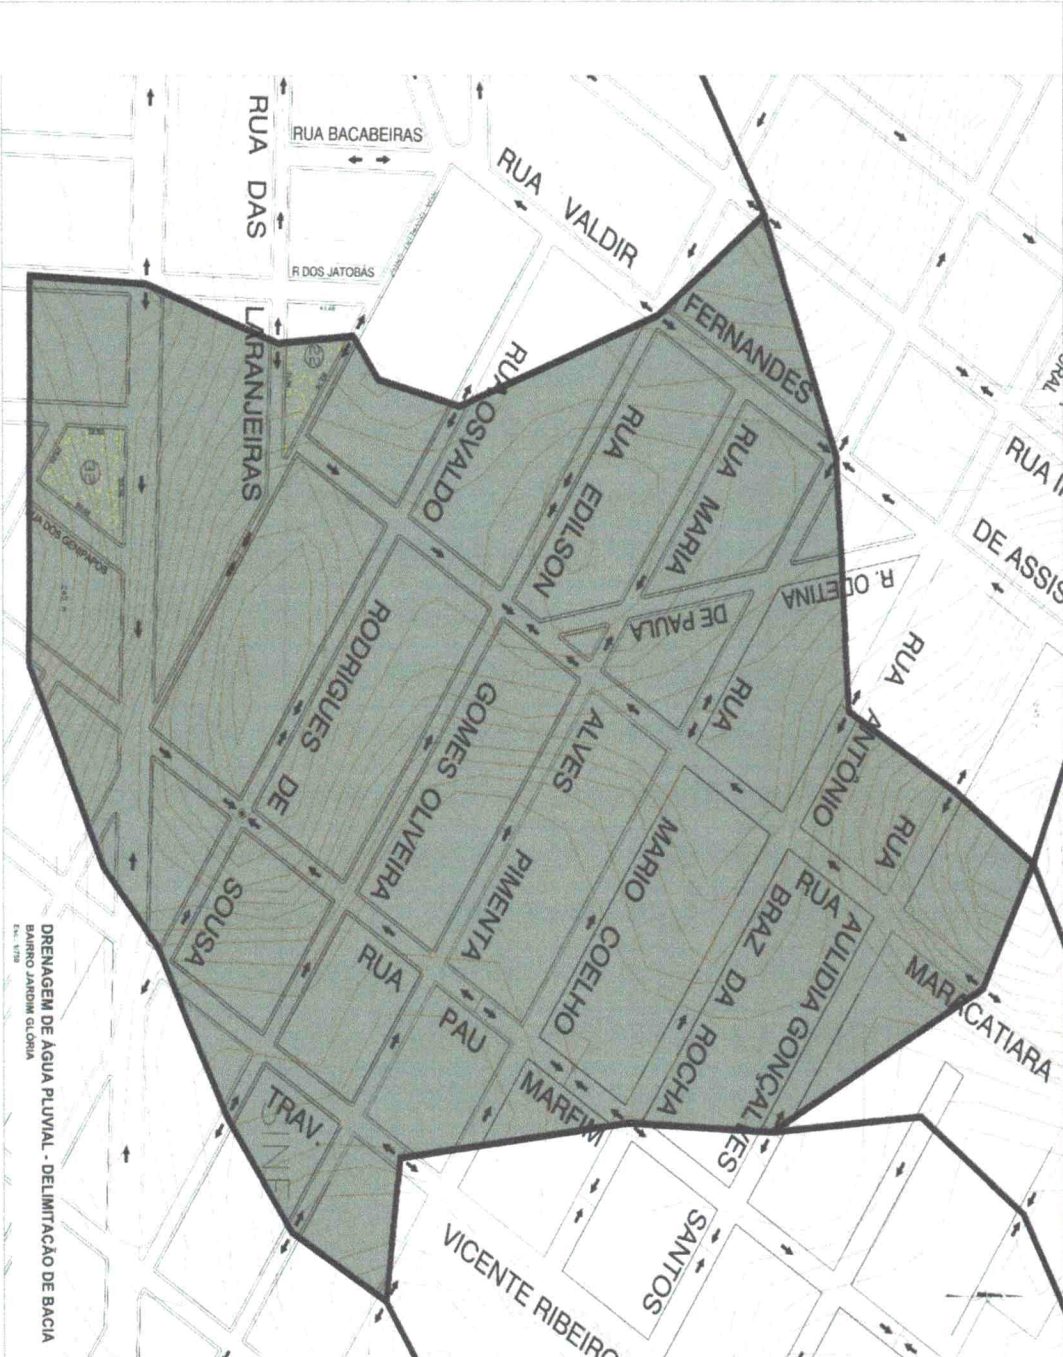 RUA DAS LARANJEIRAS
RUA BACABEIRAS
R DOS JATOBÁS
RUA VALDIR FERNANDES
RUA OSVALDO RODRIGUES DE SOUSA
RUA EDILSON GOMES OLIVEIRA
RUA MARIA ALVES PIMENTA
R. ODETINA DE PAULA
RUA MARIO COELHO
RUA ANTÔNIO BRAZ DA ROCHA
RUA AULIDIA GONÇALVES
RUA
DE ASSIS
RUA
MARACATIARA
RUA PAU MARFIM
TRAV.
VICENTE RIBEIRO
SANTOS
DRENAGEM DE ÁGUA PLUVIAL - DELIMITAÇÃO DE BACIA
BAIRRO JARDIM GLÓRIA